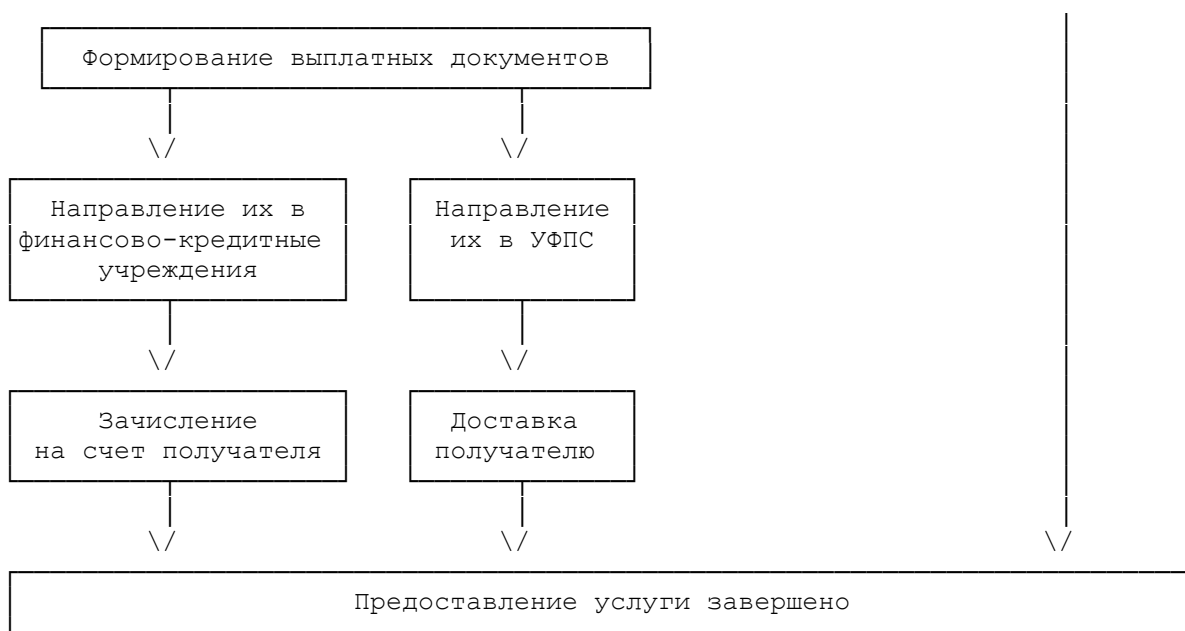 Формирование выплатных документов
Направление их в
финансово-кредитные
учреждения
Направление
их в УФПС
Зачисление
на счет получателя
Доставка
получателю
Предоставление услуги завершено